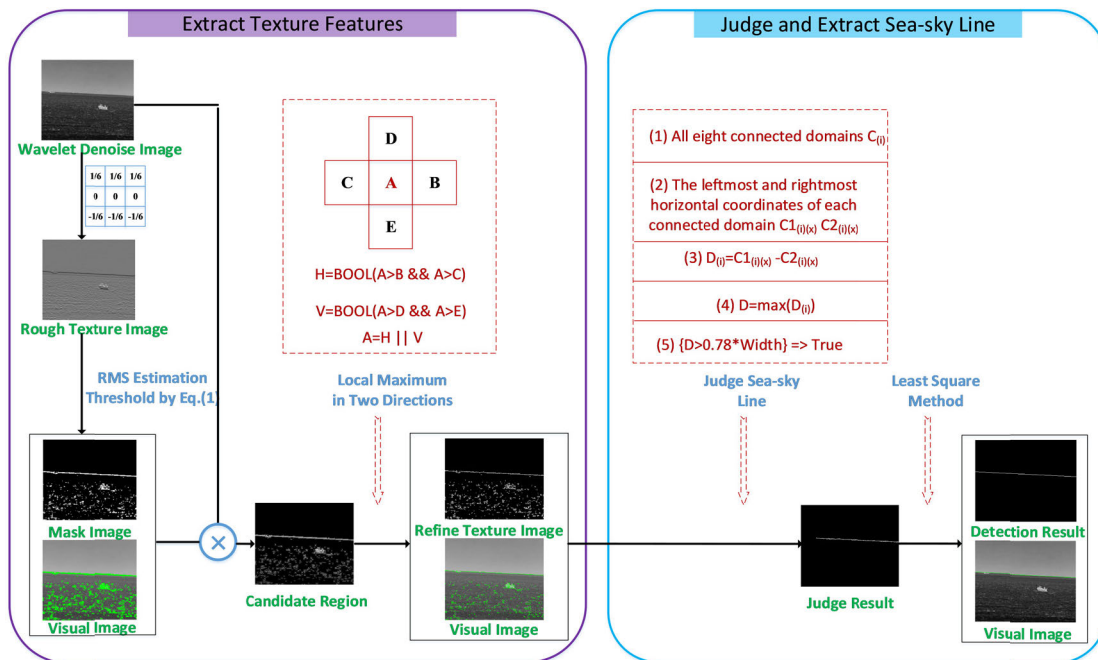 Extract Texture Features
Wavelet Denoise Image
1/6 1/6 1/6
0 0 0
-1/6 -1/6 -1/6
Rough Texture Image
RMS Estimation
Threshold by Eq.(1)
Mask Image
Visual Image
D
C A B
E
H=BOOL(A>B && A>C)
V=BOOL(A>D && A>E)
A=H || V
Local Maximum
in Two Directions
×
Candidate Region
Refine Texture Image
Visual Image
Judge and Extract Sea-sky Line
(1) All eight connected domains C(i)
(2) The leftmost and rightmost
horizontal coordinates of each
connected domain C1(i)(x) C2(i)(x)
(3) D(i)=C1(i)(x) -C2(i)(x)
(4) D=max(D(i))
(5) {D>0.78*Width} => True
Judge Sea-sky
Line
Least Square
Method
Judge Result
Detection Result
Visual Image